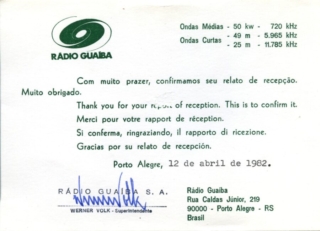 RÁDIO GUAÍBA
Ondas Médias - 50 kw - 720 kHz
Ondas Curtas - 49 m - 5.965 kHz
- 25 m - 11.785 kHz
Com muito prazer, confirmamos seu relato de recepção.
Muito obrigado.
Thank you for your report of reception. This is to confirm it.
Merci pour votre rapport de réception.
Si conferma, ringraziando, il rapporto di ricezione.
Gracias por su relato de recepción.
Porto Alegre, 12 de abril de 1982.
RÁDIO GUAÍBA S. A.
WERNER VOLK - Superintendente
Rádio Guaíba
Rua Caldas Júnior, 219
90000 - Porto Alegre - RS
Brasil